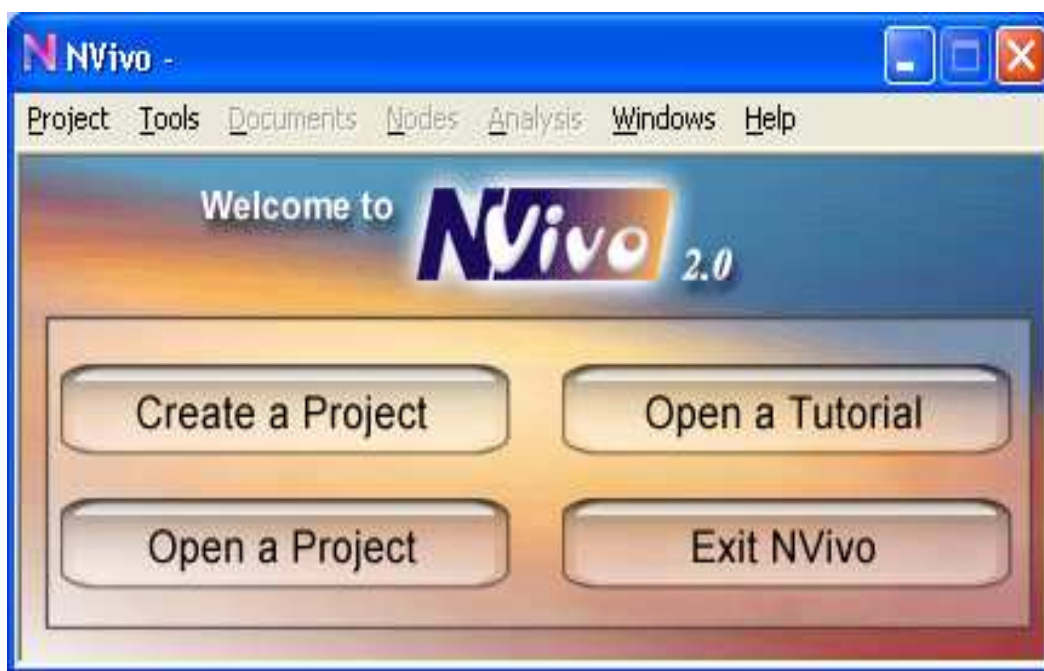 N NVivo -
Project Tools Documents Nodes Analysis Windows Help
Welcome to NVivo 2.0
Create a Project Open a Tutorial
Open a Project Exit NVivo